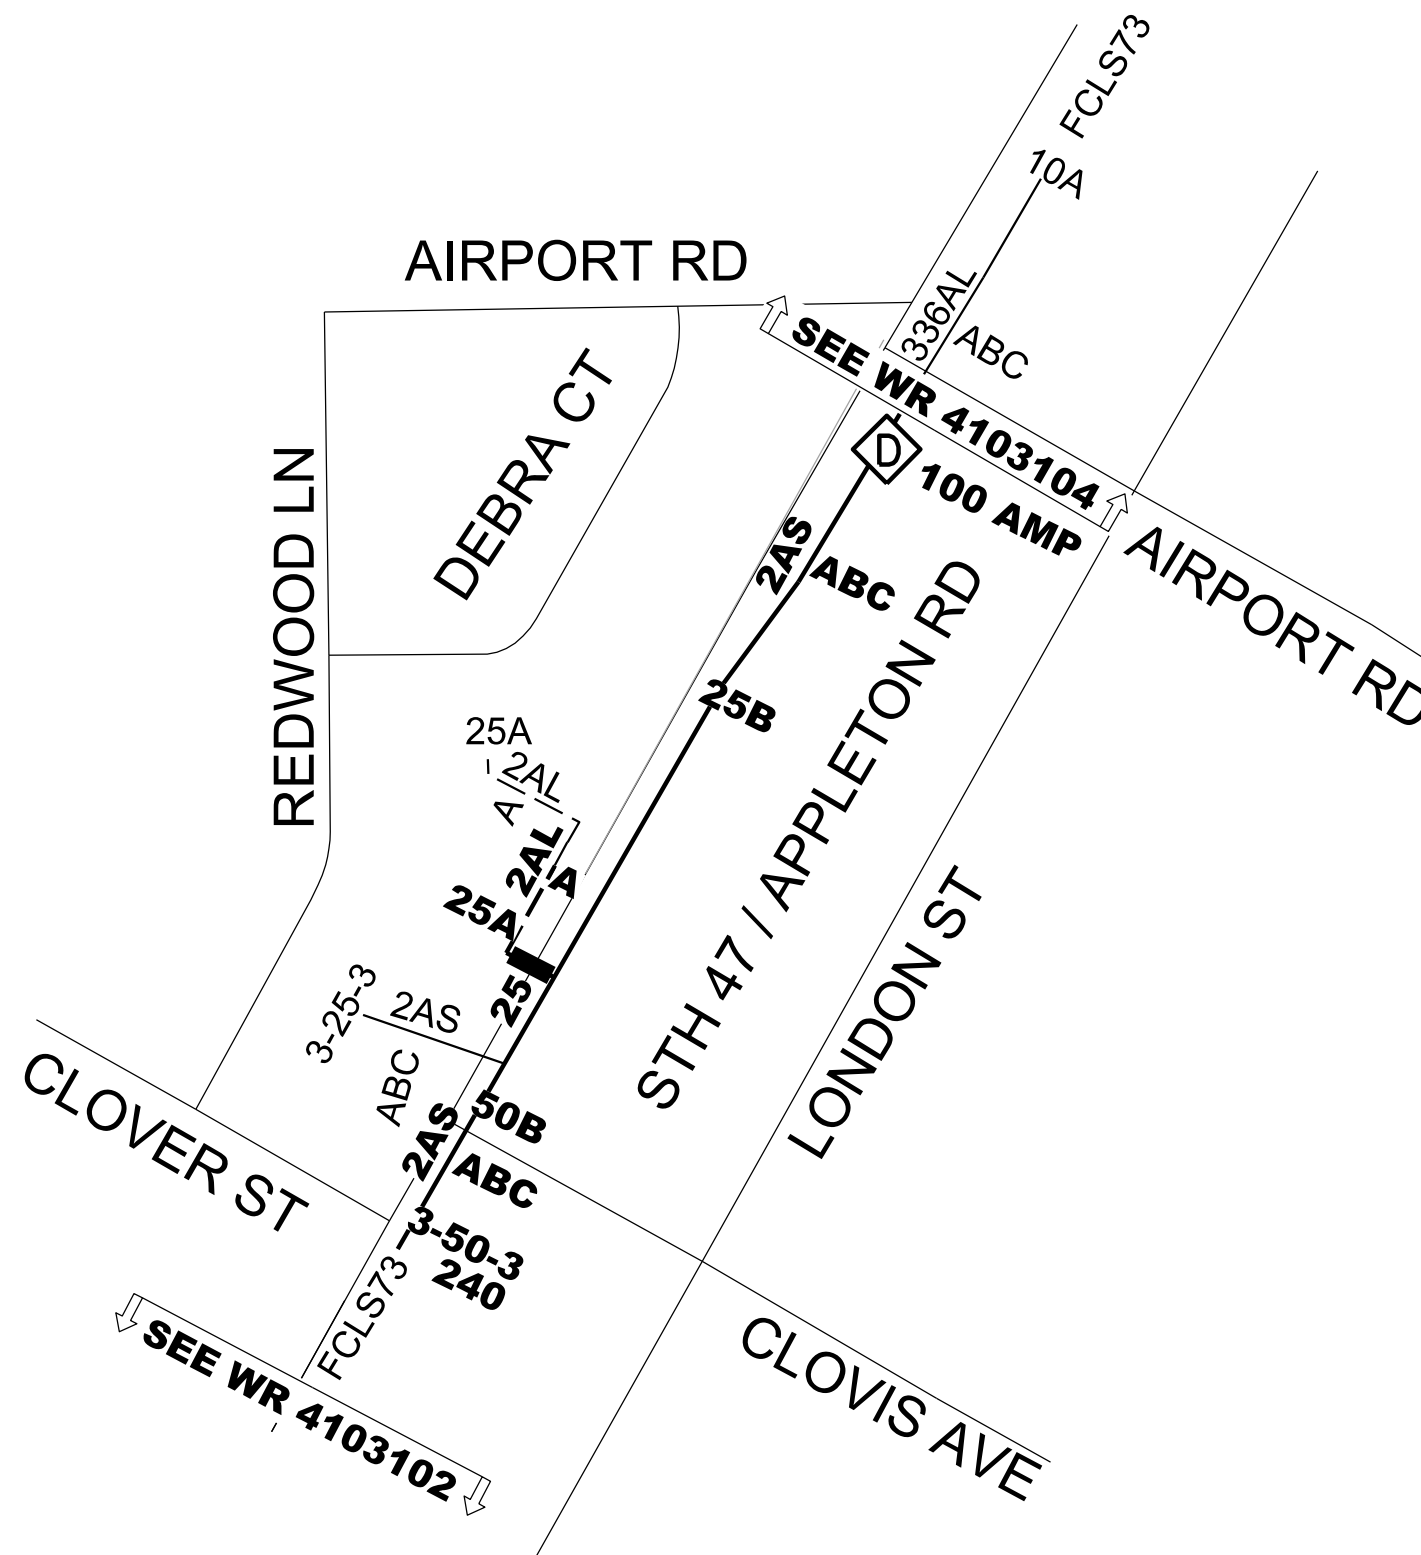 FCLS73
10A
AIRPORT RD
336AL
ABC
SEE WR 4103104
100 AMP
AIRPORT RD
DEBRA CT
REDWOOD LN
D
2AS
ABC
STH 47 / APPLETON RD
25B
25A
2AL
A
2AL
A
25A
LONDON ST
25
3-25-3
2AS
ABC
CLOVER ST
50B
2AS
ABC
3-50-3
240
FCLS73
SEE WR 4103102
CLOVIS AVE